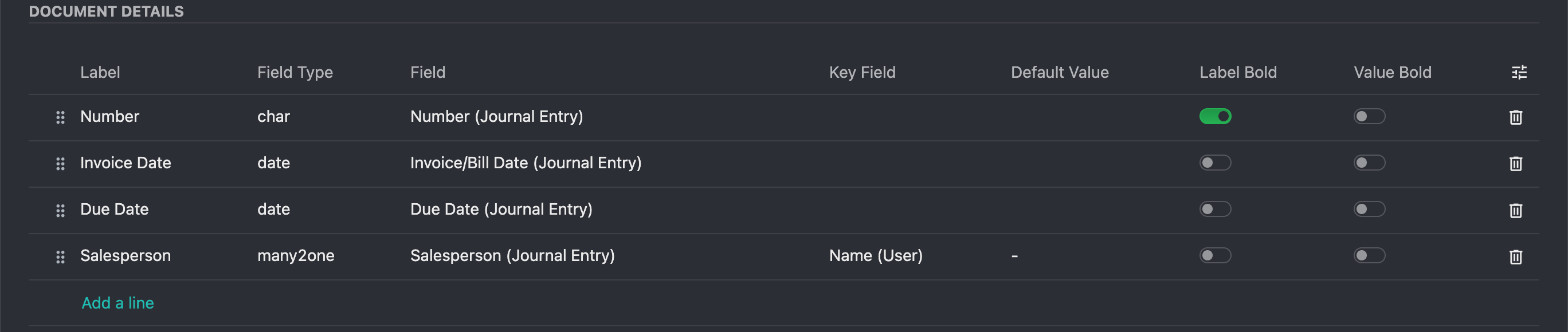 DOCUMENT DETAILS
Label Field Type Field Key Field Default Value Label Bold Value Bold
Number char Number (Journal Entry)
Invoice Date date Invoice/Bill Date (Journal Entry)
Due Date date Due Date (Journal Entry)
Salesperson many2one Salesperson (Journal Entry) Name (User) -
Add a line